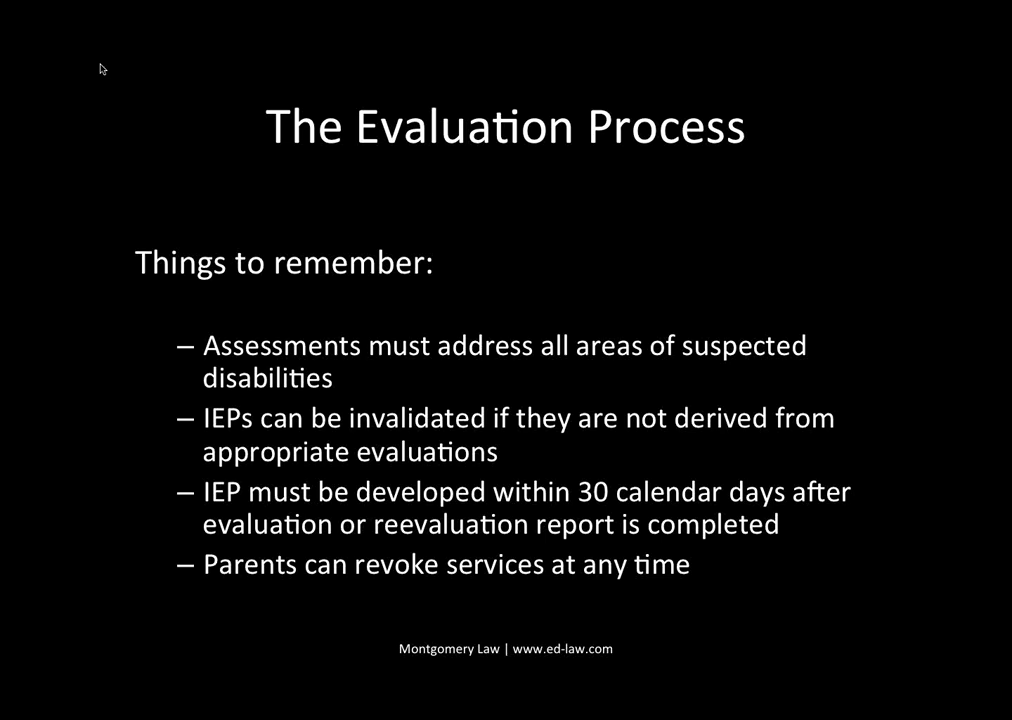 The Evaluation Process
Things to remember:
– Assessments must address all areas of suspected
disabilities
– IEPs can be invalidated if they are not derived from
appropriate evaluations
– IEP must be developed within 30 calendar days after
evaluation or reevaluation report is completed
– Parents can revoke services at any time
Montgomery Law | www.ed-law.com